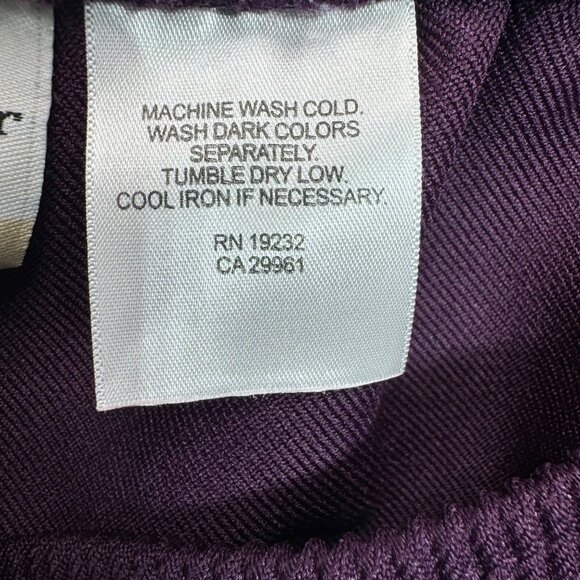 r
MACHINE WASH COLD.
WASH DARK COLORS
SEPARATELY.
TUMBLE DRY LOW.
COOL IRON IF NECESSARY.
RN 19232
CA 29961